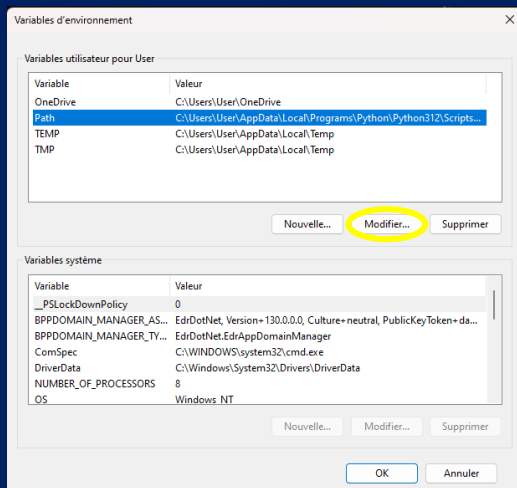 Variables d'environnement
Variables utilisateur pour User
Variable Valeur
OneDrive C:\Users\User\OneDrive
Path C:\Users\User\AppData\Local\Programs\Python\Python312\Scripts...
TEMP C:\Users\User\AppData\Local\Temp
TMP C:\Users\User\AppData\Local\Temp
Nouvelle... Modifier... Supprimer
Variables système
Variable Valeur
__PSLockDownPolicy 0
BPPDOMAIN_MANAGER_AS... EdrDotNet, Version+130.0.0.0, Culture+neutral, PublicKeyToken+da...
BPPDOMAIN_MANAGER_TY... EdrDotNet.EdrAppDomainManager
ComSpec C:\WINDOWS\system32\cmd.exe
DriverData C:\Windows\System32\Drivers\DriverData
NUMBER_OF_PROCESSORS 8
OS Windows_NT
Nouvelle... Modifier... Supprimer
OK Annuler